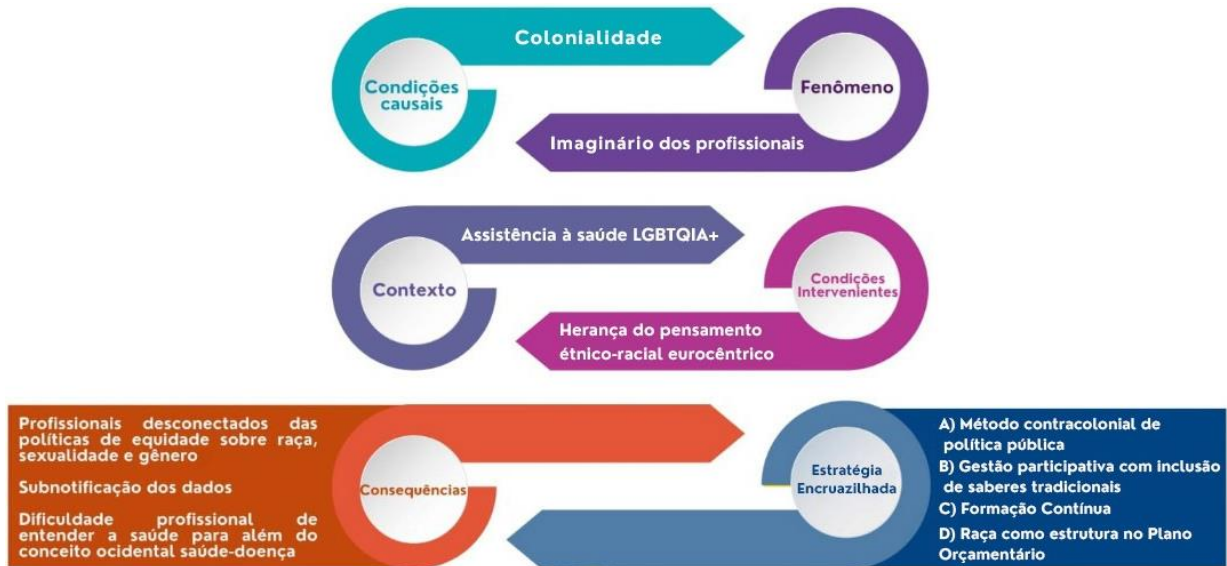 Colonialidade
Condições
causais
Fenômeno
Imaginário dos profissionais
Assistência à saúde LGBTQIA+
Contexto
Condições
Intervenientes
Herança do pensamento
étnico-racial eurocêntrico
Profissionais desconectados das
políticas de equidade sobre raça,
sexualidade e gênero
Subnotificação dos dados
Dificuldade profissional de
entender a saúde para além do
conceito ocidental saúde-doença
Consequências
Estratégia
Encruazilhada
A) Método contracolonial de
política pública
B) Gestão participativa com inclusão
de saberes tradicionais
C) Formação Contínua
D) Raça como estrutura no Plano
Orçamentário